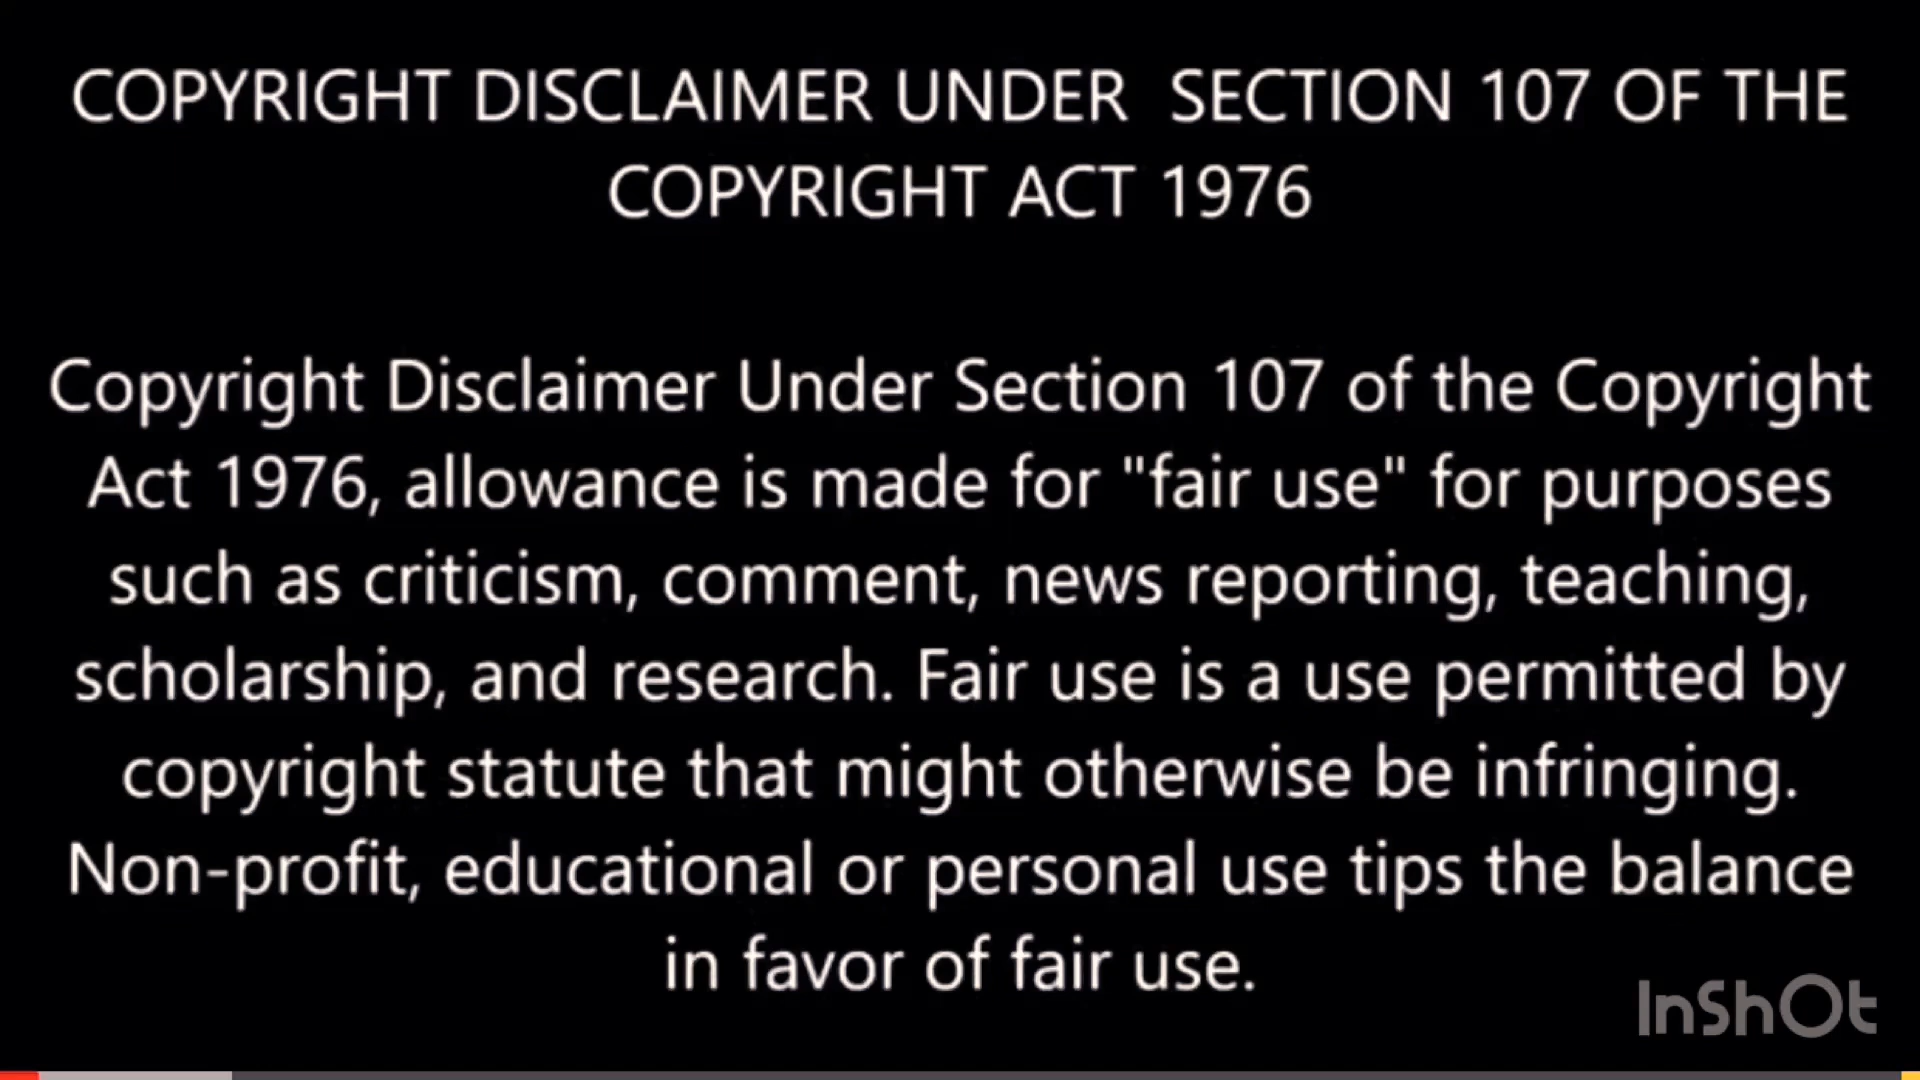 COPYRIGHT DISCLAIMER UNDER SECTION 107 OF THE
COPYRIGHT ACT 1976
Copyright Disclaimer Under Section 107 of the Copyright
Act 1976, allowance is made for "fair use" for purposes
such as criticism, comment, news reporting, teaching,
scholarship, and research. Fair use is a use permitted by
copyright statute that might otherwise be infringing.
Non-profit, educational or personal use tips the balance
in favor of fair use.
InShOt